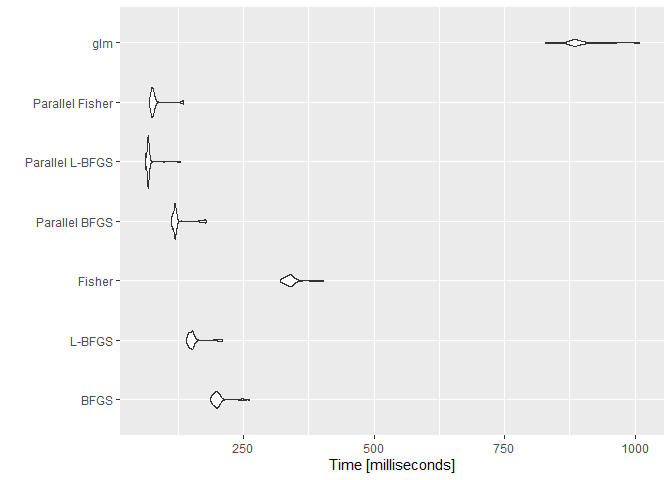 glm
Parallel Fisher
Parallel L-BFGS
Parallel BFGS
Fisher
L-BFGS
BFGS
250 500 750 1000
Time [milliseconds]